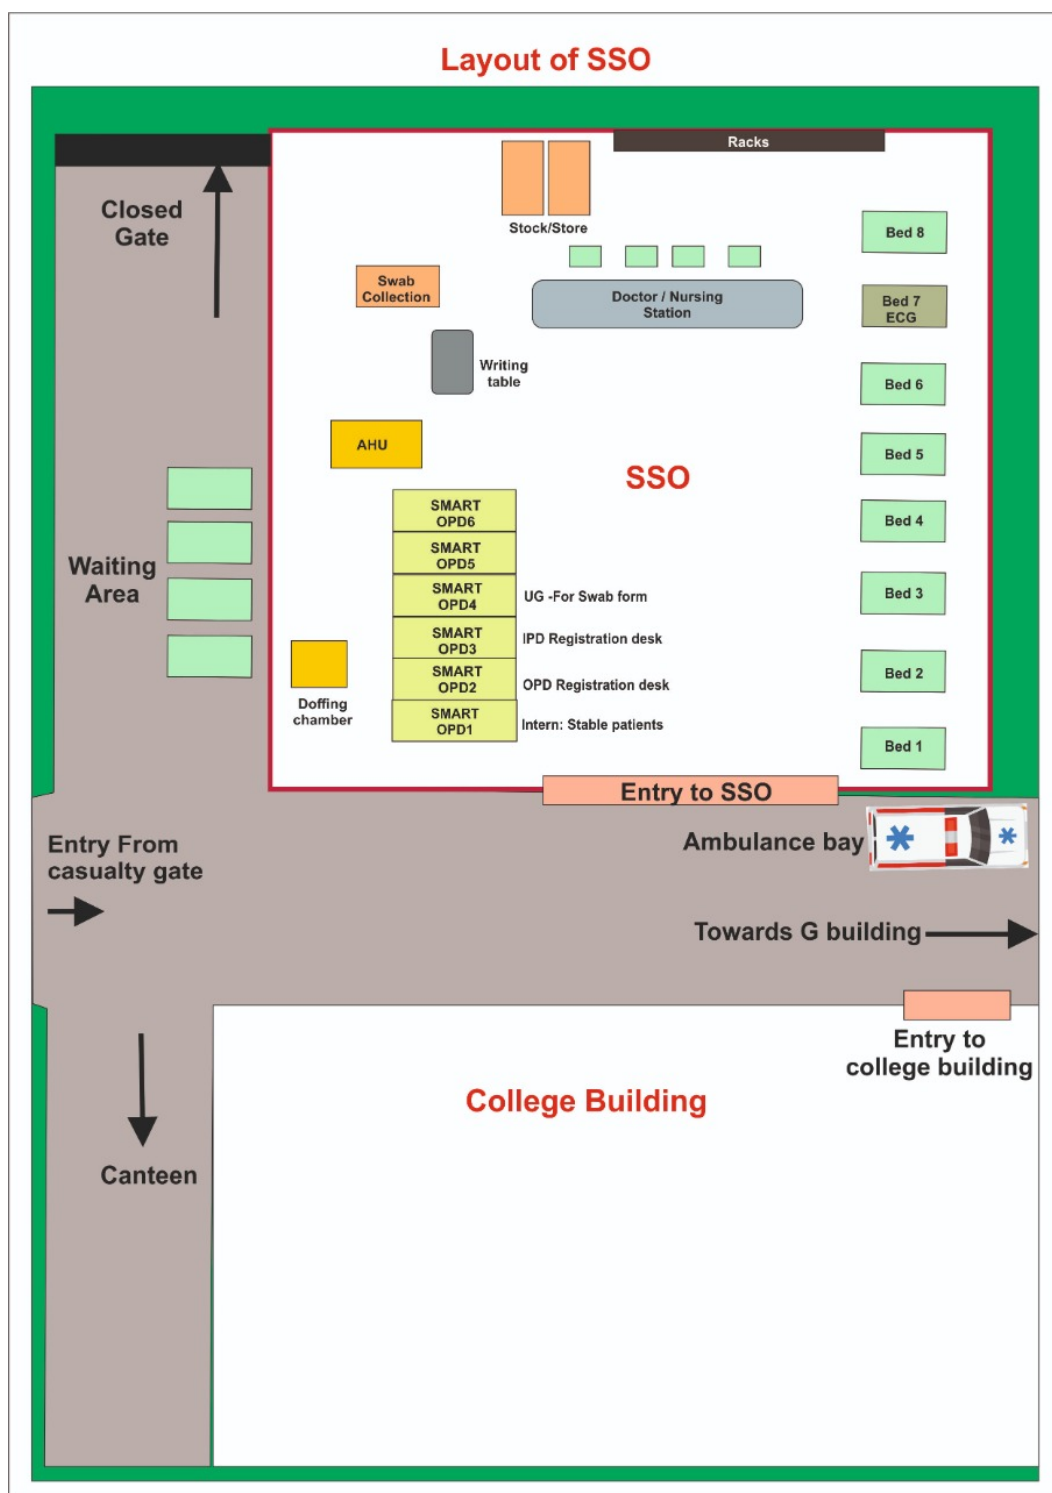 Layout of SSO
Racks
Closed
Gate
Stock/Store
Bed 8
Swab
Collection
Doctor / Nursing
Station
Bed 7
ECG
Writing
table
Bed 6
AHU
Bed 5
SSO
SMART
OPD6
Bed 4
SMART
OPD5
Waiting
Area
SMART
OPD4
UG -For Swab form
Bed 3
SMART
OPD3
IPD Registration desk
SMART
OPD2
OPD Registration desk
Bed 2
Doffing
chamber
SMART
OPD1
Intern: Stable patients
Bed 1
Entry to SSO
Entry From
casualty gate
Ambulance bay
Towards G building
Entry to
college building
College Building
Canteen